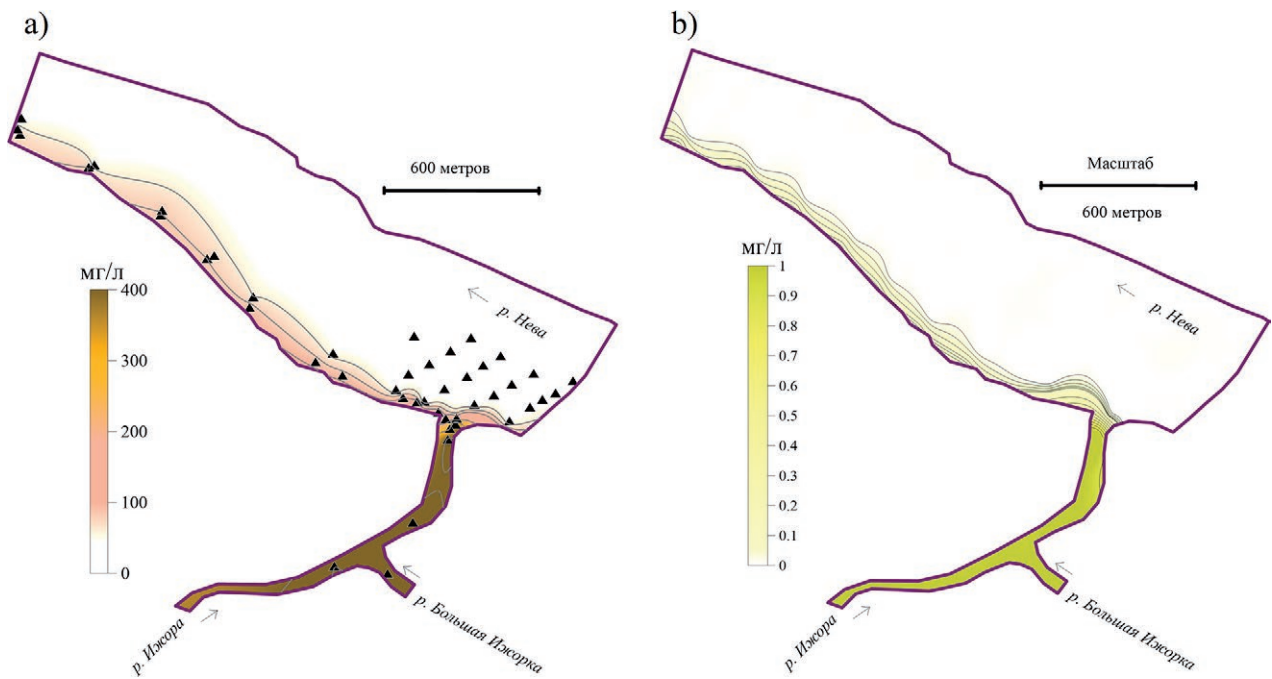 a)
600 метров
мг/л
400
300
200
100
0
р. Нева
р. Ижора
р. Большая Ижорка
b)
Масштаб
600 метров
мг/л
1
0.9
0.8
0.7
0.6
0.5
0.4
0.3
0.2
0.1
0
р. Нева
р. Ижора
р. Большая Ижорка